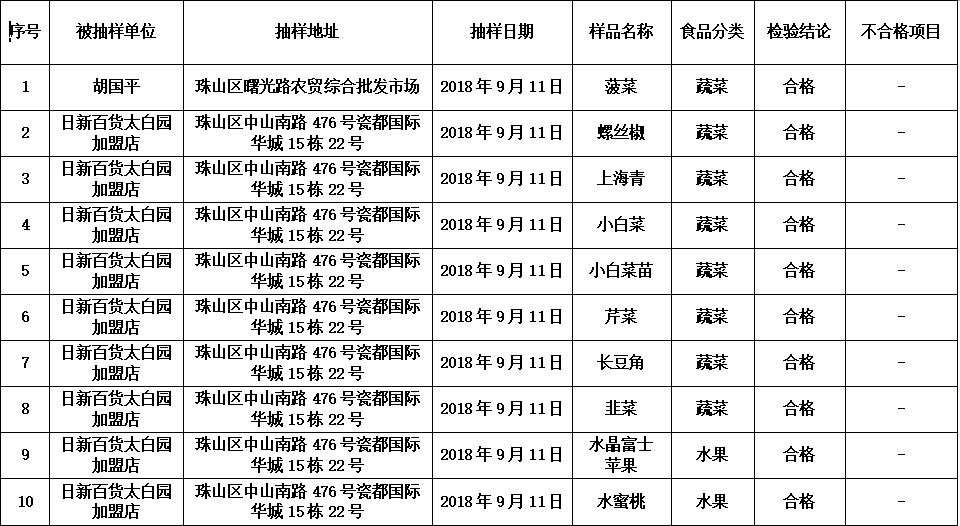 序号 被抽样单位 抽样地址 抽样日期 样品名称 食品分类 检验结论 不合格项目
1 胡国平 珠山区曙光路农贸综合批发市场 2018年9月11日 菠菜 蔬菜 合格 -
2 日新百货太白园加盟店 珠山区中山南路476号瓷都国际华城15栋22号 2018年9月11日 螺丝椒 蔬菜 合格 -
3 日新百货太白园加盟店 珠山区中山南路476号瓷都国际华城15栋22号 2018年9月11日 上海青 蔬菜 合格 -
4 日新百货太白园加盟店 珠山区中山南路476号瓷都国际华城15栋22号 2018年9月11日 小白菜 蔬菜 合格 -
5 日新百货太白园加盟店 珠山区中山南路476号瓷都国际华城15栋22号 2018年9月11日 小白菜苗 蔬菜 合格 -
6 日新百货太白园加盟店 珠山区中山南路476号瓷都国际华城15栋22号 2018年9月11日 芹菜 蔬菜 合格 -
7 日新百货太白园加盟店 珠山区中山南路476号瓷都国际华城15栋22号 2018年9月11日 长豆角 蔬菜 合格 -
8 日新百货太白园加盟店 珠山区中山南路476号瓷都国际华城15栋22号 2018年9月11日 韭菜 蔬菜 合格 -
9 日新百货太白园加盟店 珠山区中山南路476号瓷都国际华城15栋22号 2018年9月11日 水晶富士苹果 水果 合格 -
10 日新百货太白园加盟店 珠山区中山南路476号瓷都国际华城15栋22号 2018年9月11日 水蜜桃 水果 合格 -